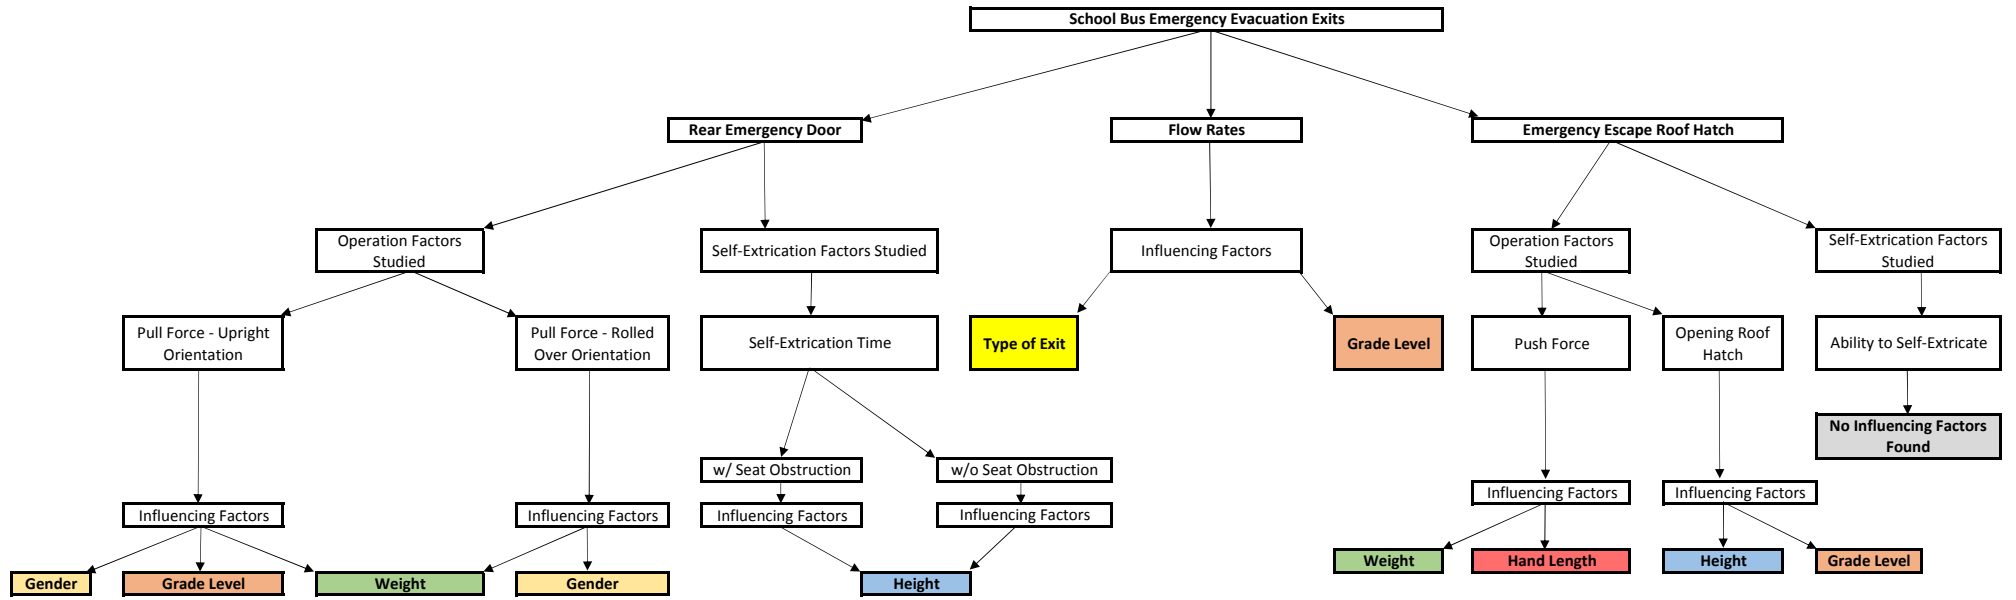 School Bus Emergency Evacuation Exits
Rear Emergency Door
Flow Rates
Emergency Escape Roof Hatch
Operation Factors
Studied
Self-Extrication Factors Studied
Influencing Factors
Operation Factors
Studied
Self-Extrication Factors
Studied
Pull Force - Upright
Orientation
Pull Force - Rolled
Over Orientation
Self-Extrication Time
Type of Exit
Grade Level
Push Force
Opening Roof
Hatch
Ability to Self-Extricate
No Influencing Factors
Found
w/ Seat Obstruction
w/o Seat Obstruction
Influencing Factors
Influencing Factors
Influencing Factors
Influencing Factors
Influencing Factors
Influencing Factors
Weight
Hand Length
Height
Grade Level
Gender
Grade Level
Weight
Gender
Height